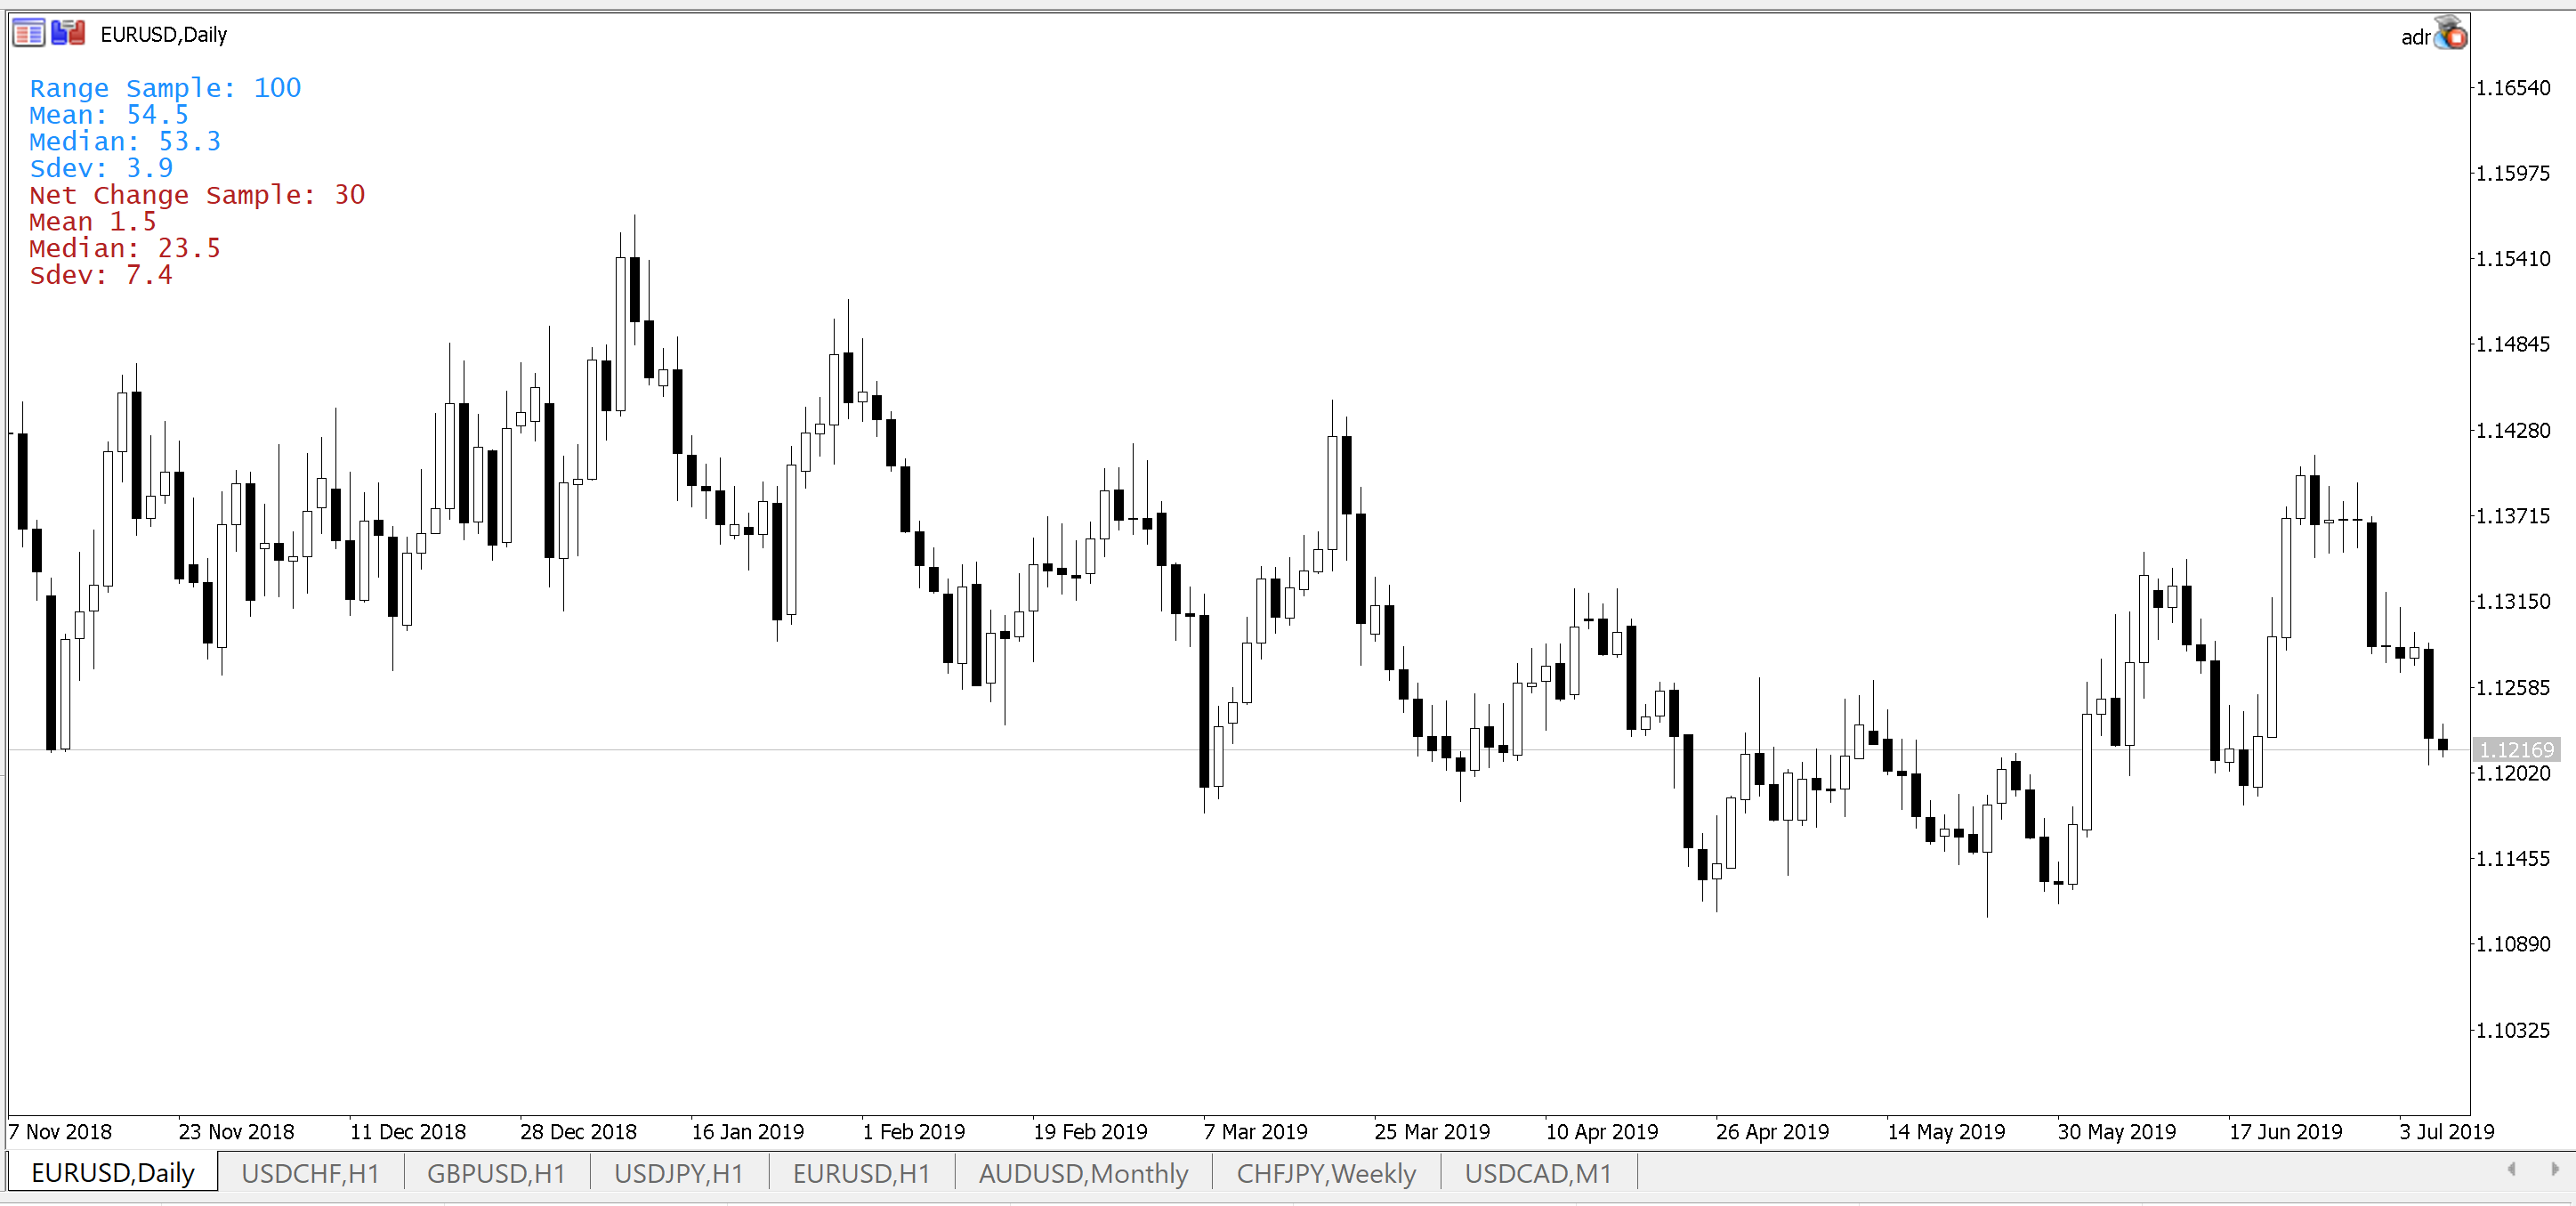 EURUSD,Daily
adr
Range Sample: 100
Mean: 54.5
Median: 53.3
Sdev: 3.9
Net Change Sample: 30
Mean 1.5
Median: 23.5
Sdev: 7.4
1.16540
1.15975
1.15410
1.14845
1.14280
1.13715
1.13150
1.12585
1.12169
1.12020
1.11455
1.10890
1.10325
7 Nov 2018 23 Nov 2018 11 Dec 2018 28 Dec 2018 16 Jan 2019 1 Feb 2019 19 Feb 2019 7 Mar 2019 25 Mar 2019 10 Apr 2019 26 Apr 2019 14 May 2019 30 May 2019 17 Jun 2019 3 Jul 2019
EURUSD,Daily USDCHF,H1 GBPUSD,H1 USDJPY,H1 EURUSD,H1 AUDUSD,Monthly CHFJPY,Weekly USDCAD,M1